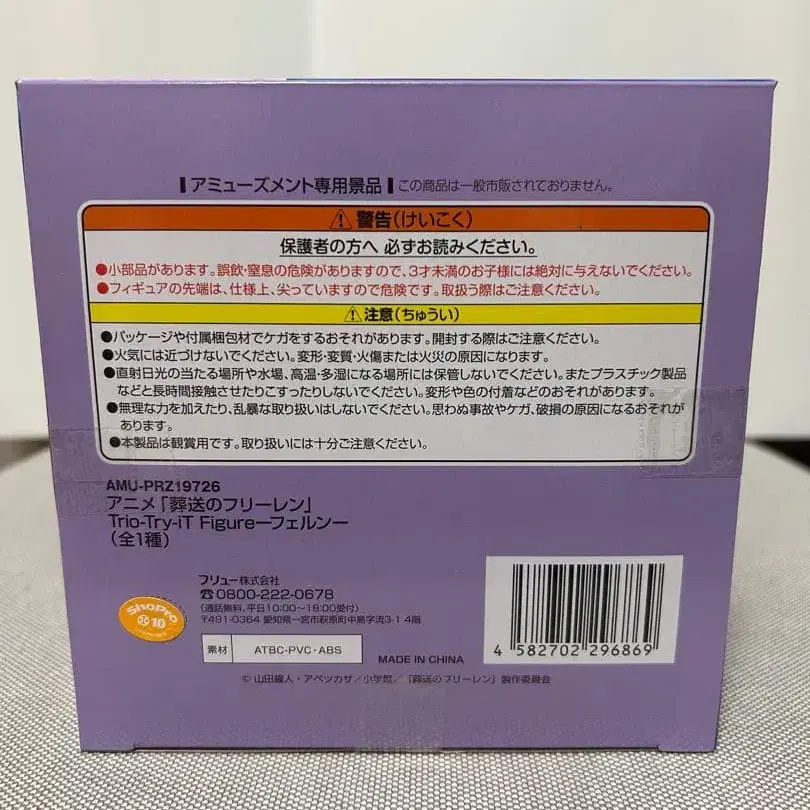 アミューズメント専用景品 この商品は一般市販されておりません。
⚠警告(けいこく)
保護者の方へ 必ずお読みください。
●小部品があります。誤飲・窒息の危険がありますので、3才未満のお子様には絶対に与えないでください。
●フィギュアの先端は、仕様上、尖っていますので危険です。取扱う際はご注意ください。
⚠注意(ちゅうい)
●パッケージや付属梱包材でケガをするおそれがあります。開封する際はご注意ください。
●火気には近づけないでください。変形・変質・火傷または火災の原因になります。
●直射日光の当たる場所や水場、高温・多湿になる場所には保管しないでください。またプラスチック製品
などと長時間接触させたりこすったりしないでください。変形や色の付着などのおそれがあります。
●無理な力を加えたり、乱暴な取り扱いはしないでください。思わぬ事故やケガ、破損の原因になるおそれが
あります。
●本製品は観賞用です。取り扱いには十分ご注意ください。
AMU-PRZ19726
アニメ「葬送のフリーレン」
Trio-Try-iT Figureーフェルンー
(全1種)
フリュー株式会社
☎0800-222-0678
(通話無料。平日10:00〜18:00受付)
〒491-0364 愛知県一宮市萩原町中島字流3-1 4階
素材 ATBC-PVC・ABS
MADE IN CHINA
4 582702 296869
ShoPro
10
© 山田鐘人・アベツカサ/小学館/「葬送のフリーレン」製作委員会